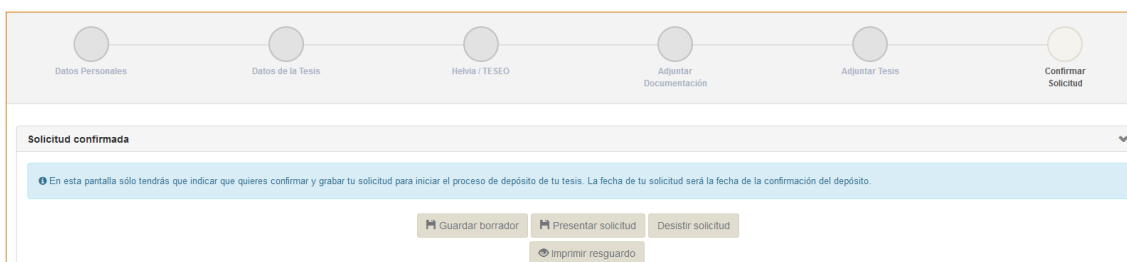 Datos Personales
Datos de la Tesis
Helvia / TESEO
Adjuntar
Documentación
Adjuntar Tesis
Confirmar
Solicitud
Solicitud confirmada
En esta pantalla sólo tendrás que indicar que quieres confirmar y grabar tu solicitud para iniciar el proceso de depósito de tu tesis. La fecha de tu solicitud será la fecha de la confirmación del depósito.
Guardar borrador
Presentar solicitud
Desistir solicitud
Imprimir resguardo